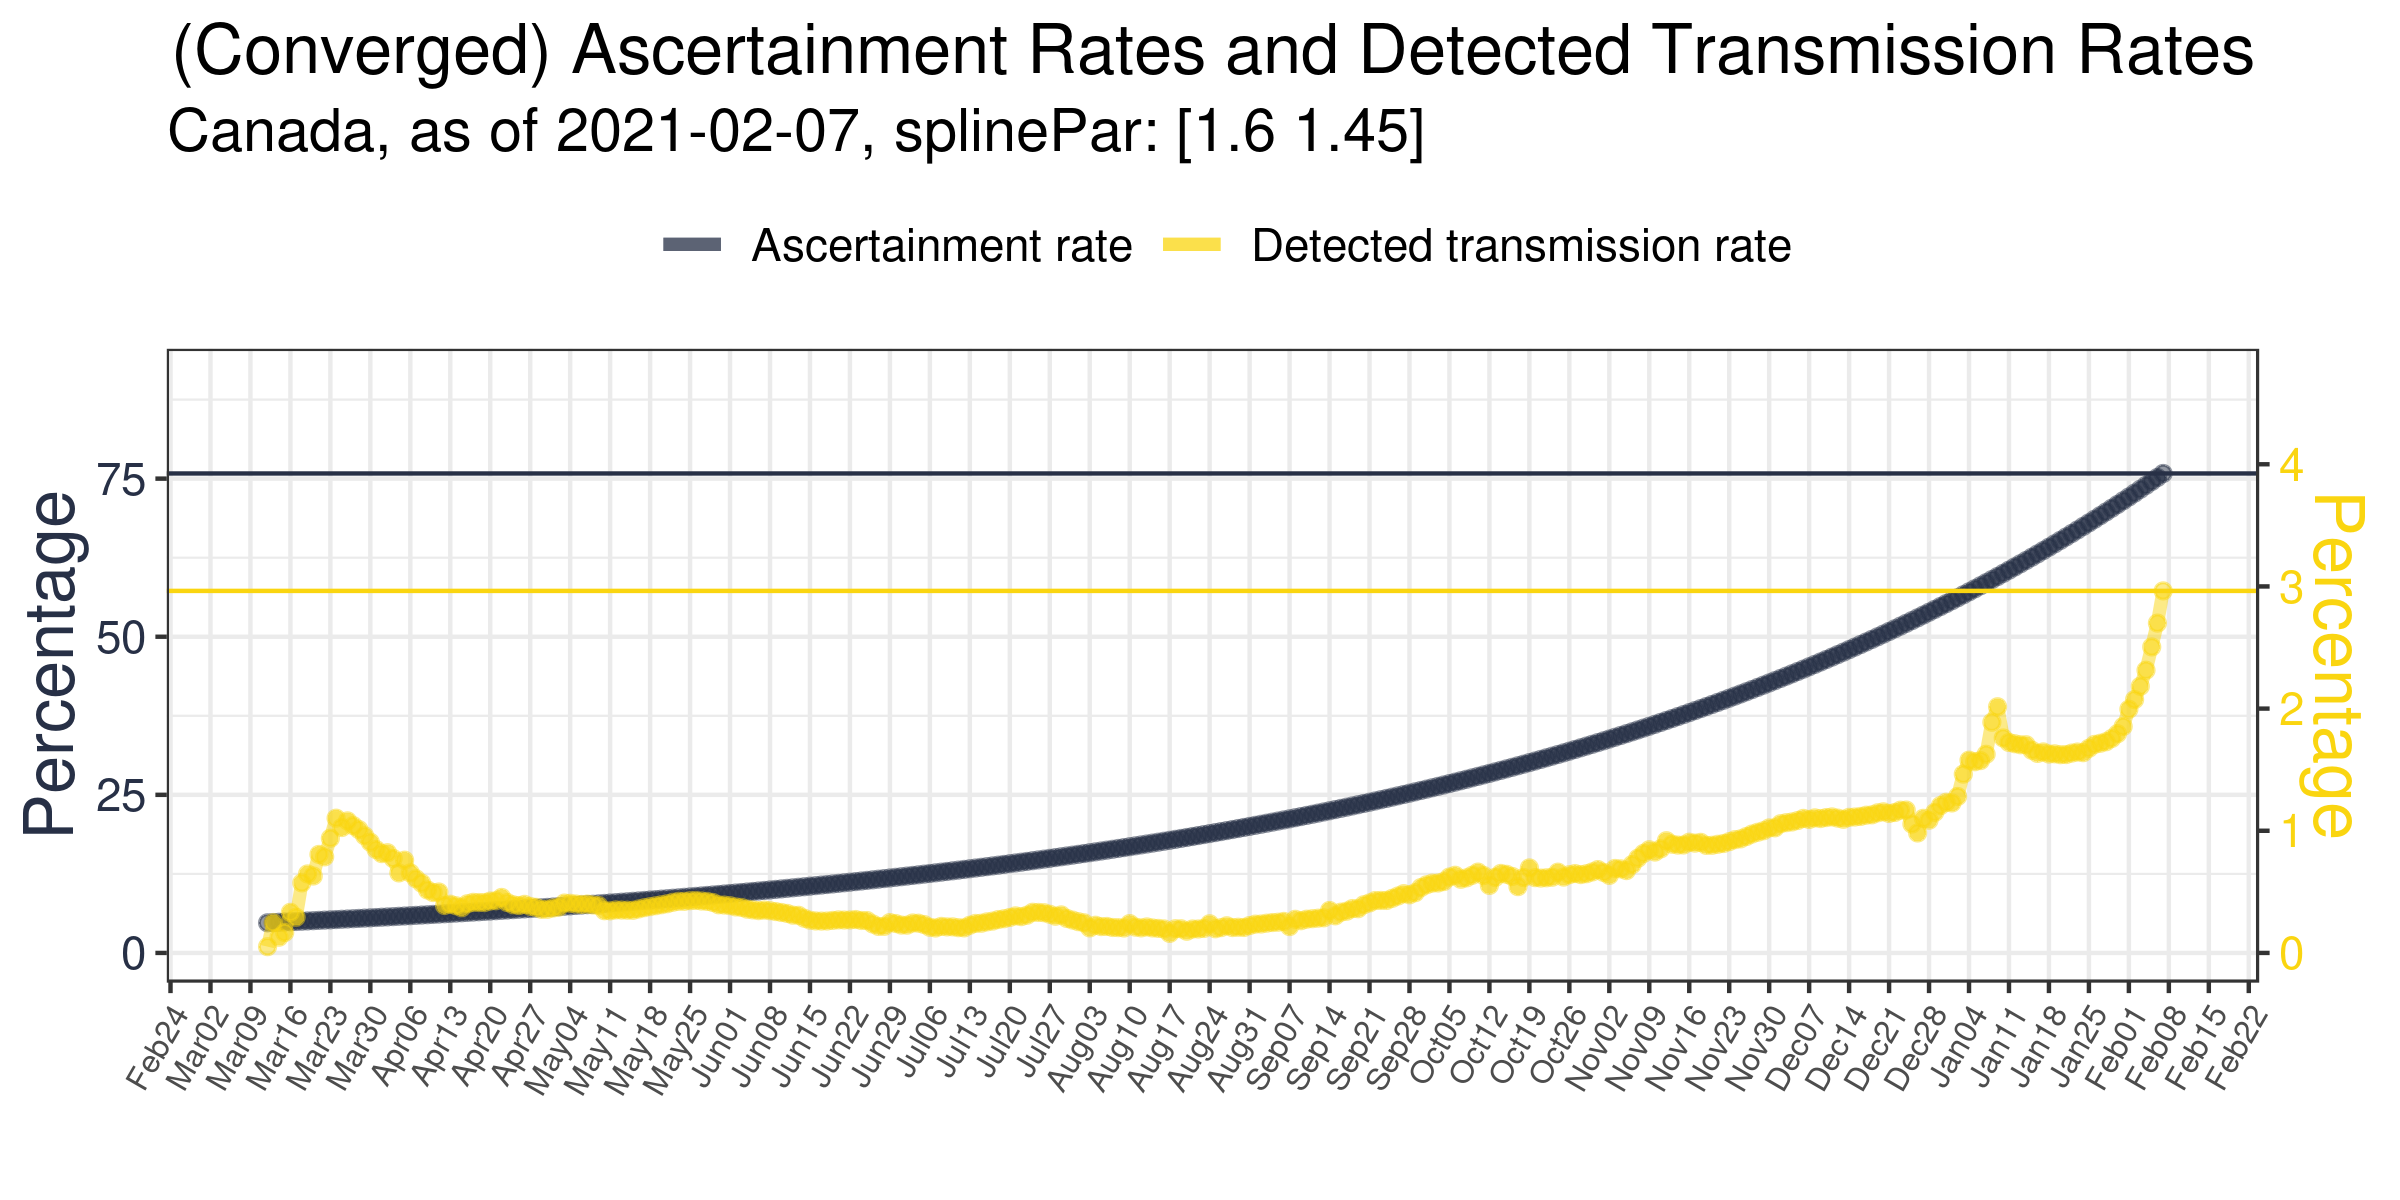 (Converged) Ascertainment Rates and Detected Transmission Rates
Canada, as of 2021-02-07, splinePar: [1.6 1.45]
Ascertainment rate Detected transmission rate
Percentage
75
50
25
0
4
3
2
1
0
Percentage
Feb24 Mar02 Mar09 Mar16 Mar23 Mar30 Apr06 Apr13 Apr20 Apr27 May04 May11 May18 May25 Jun01 Jun08 Jun15 Jun22 Jun29 Jul06 Jul13 Jul20 Jul27 Aug03 Aug10 Aug17 Aug24 Aug31 Sep07 Sep14 Sep21 Sep28 Oct05 Oct12 Oct19 Oct26 Nov02 Nov09 Nov16 Nov23 Nov30 Dec07 Dec14 Dec21 Dec28 Jan04 Jan11 Jan18 Jan25 Feb01 Feb08 Feb15 Feb22